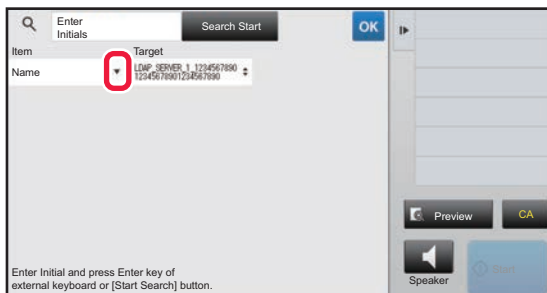 Enter
Initials
Search Start
OK
Item
Target
Name
LDAP_SERVER_1_1234567890
12345678901234567890
Preview
CA
Speaker
Start
Enter Initial and press Enter key of
external keyboard or [Start Search] button.